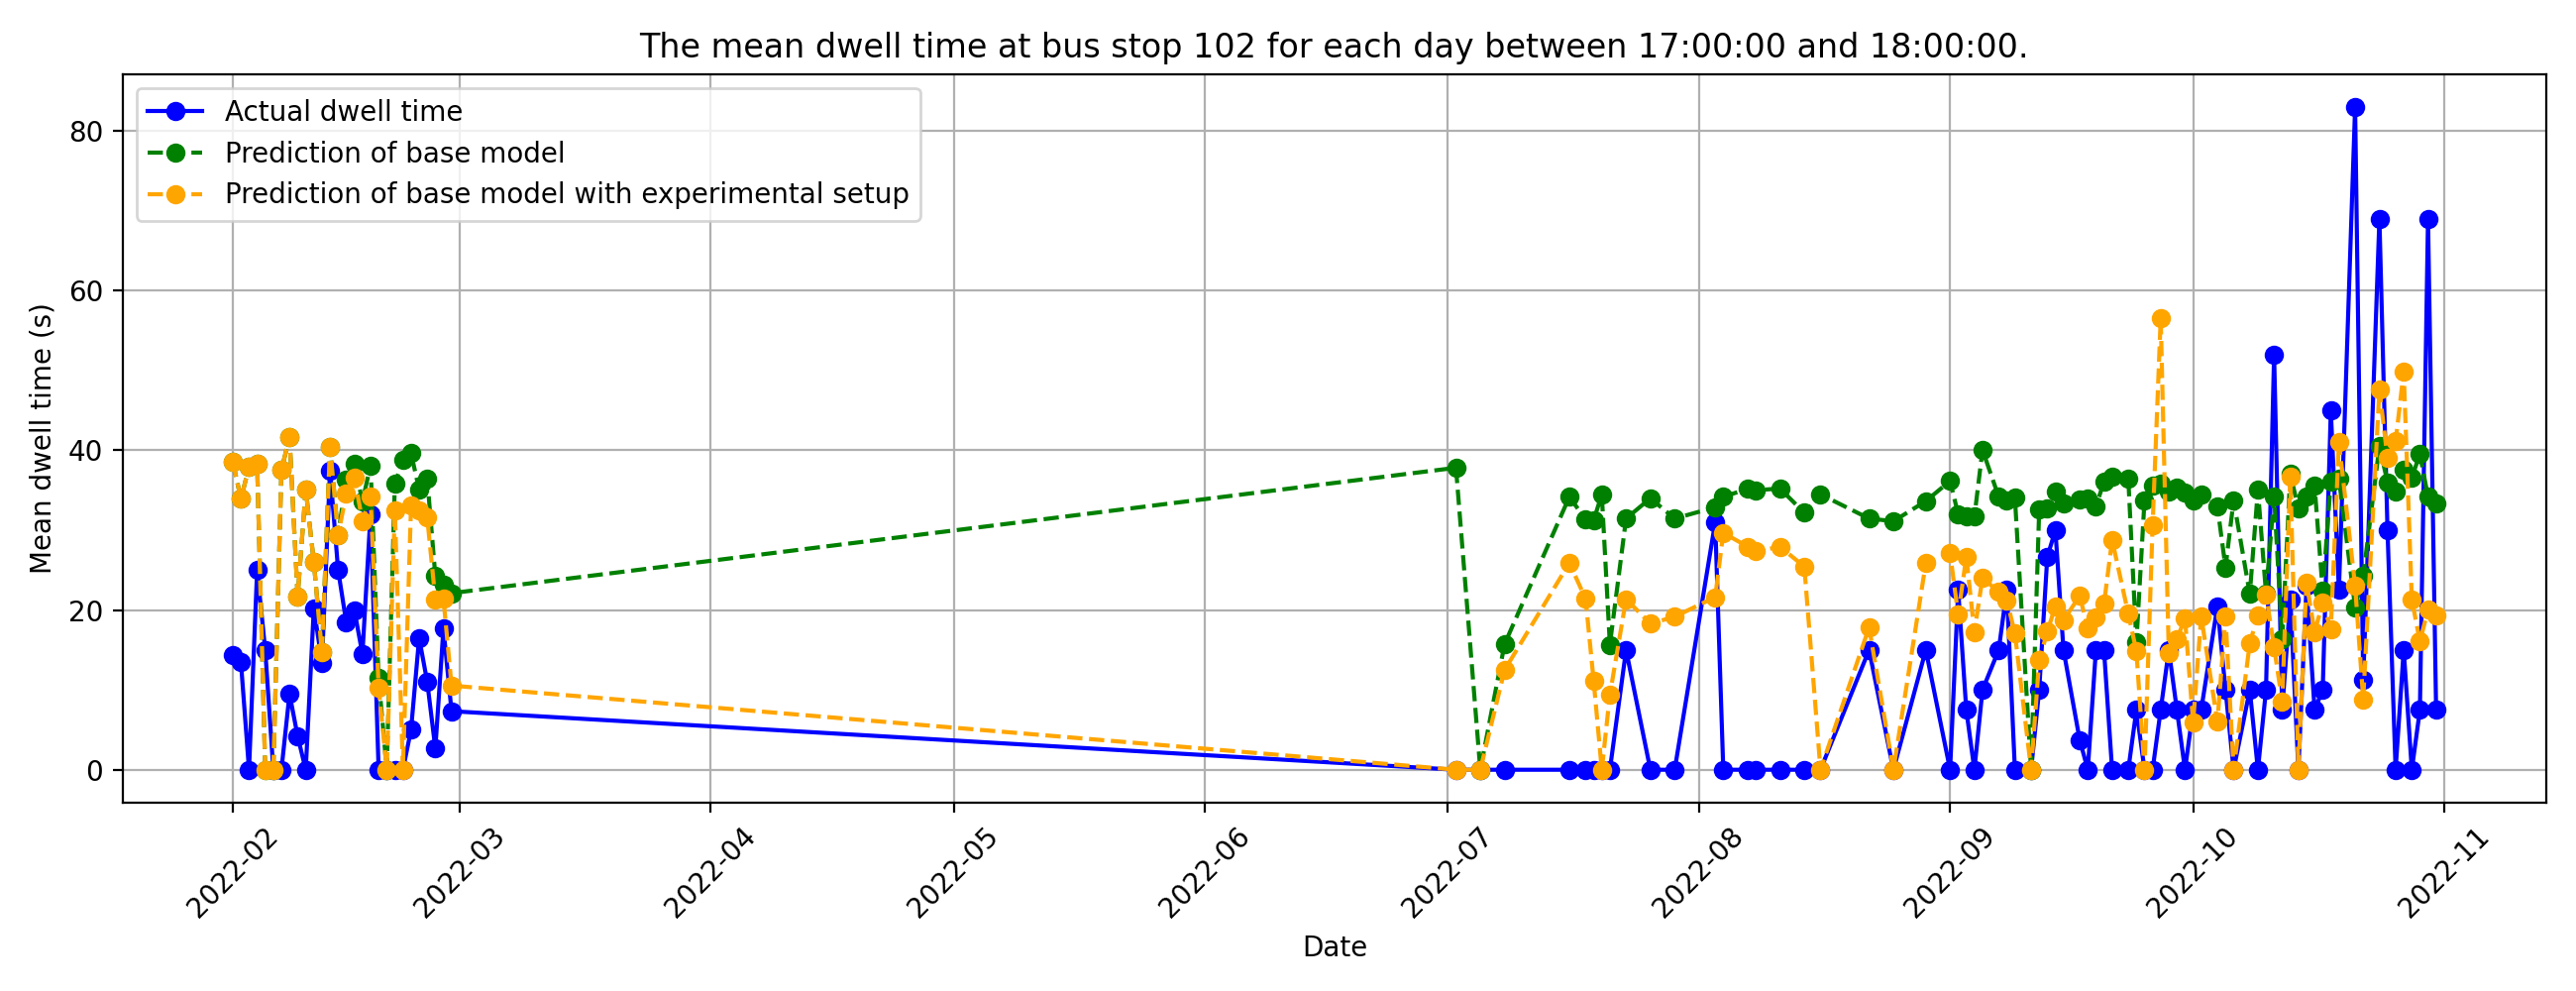 The mean dwell time at bus stop 102 for each day between 17:00:00 and 18:00:00.
Actual dwell time
Prediction of base model
Prediction of base model with experimental setup
Mean dwell time (s)
80
60
40
20
0
2022-02
2022-03
2022-04
2022-05
2022-06
2022-07
2022-08
2022-09
2022-10
2022-11
Date